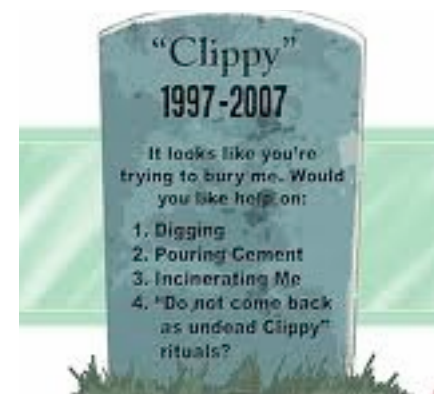 “Clippy”
1997-2007
It looks like you're
trying to bury me. Would
you like help on:
1. Digging
2. Pouring Cement
3. Incinerating Me
4. “Do not come back
as undead Clippy”
rituals?